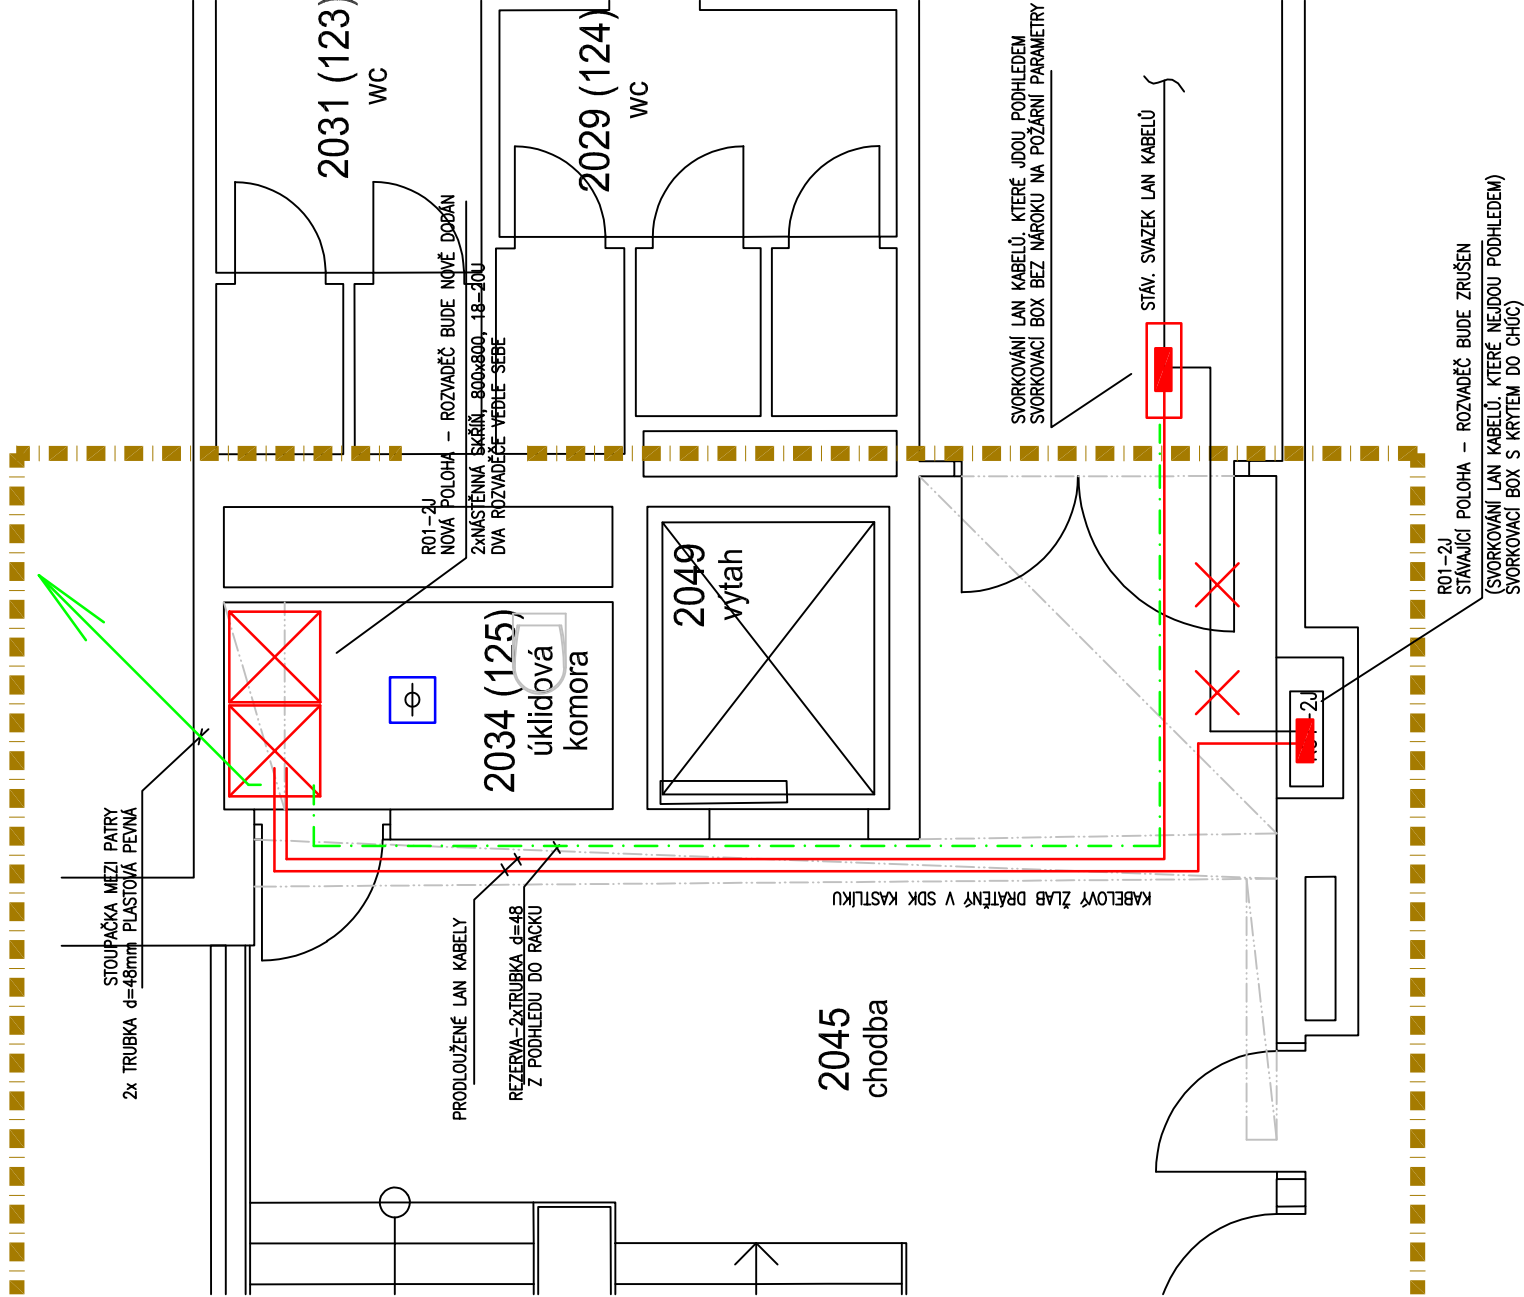 2031 (123)
WC
2029 (124)
WC
SVORKOVÁNÍ LAN KABELŮ, KTERÉ JDOU PODHLEDEM
SVORKOVACÍ BOX BEZ NÁROKU NA POŽÁRNÍ PARAMETRY
STÁV. SVAZEK LAN KABELŮ
R01-2J
NOVÁ POLOHA - ROZVADĚČ BUDE NOVĚ DODÁN
2xNÁSTĚNNÁ SKŘÍŇ, 800x800, 18-20U
DVA ROZVADĚČE VEDLE SEBE
R01-2J
STÁVAJÍCÍ POLOHA - ROZVADĚČ BUDE ZRUŠEN
(SVORKOVÁNÍ LAN KABELŮ, KTERÉ NEJDOU PODHLEDEM)
SVORKOVACÍ BOX S KRYTEM DO CHÚC)
2034 (125)
úklidová
komora
2049
výtah
R01-2J
STOUPAČKA MEZI PATRY
2x TRUBKA d=48mm PLASTOVÁ PEVNÁ
PRODLOUŽENÉ LAN KABELY
REZERVA-2xTRUBKA d=48
Z PODHLEDU DO RACKU
KABELOVÝ ŽLAB DRÁTĚNÝ V SDK KASTLÍKU
2045
chodba